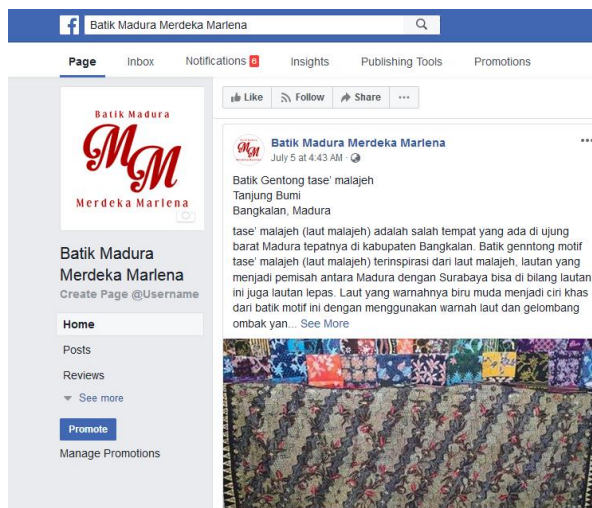 Batik Madura Merdeka Marlena
Page Inbox Notifications 6 Insights Publishing Tools Promotions
Batik Madura
MM
Merdeka Marlena
Batik Madura
Merdeka Marlena
Create Page @Username
Home
Posts
Reviews
See more
Promote
Manage Promotions
Like Follow Share ...
Batik Madura Merdeka Marlena
July 5 at 4:43 AM ·
Batik Gentong tase' malajeh
Tanjung Bumi
Bangkalan, Madura
tase' malajeh (laut malajeh) adalah salah tempat yang ada di ujung
barat Madura tepatnya di kabupaten Bangkalan. Batik genntong motif
tase' malajeh (laut malajeh) terinspirasi dari laut malajeh, lautan yang
menjadi pemisah antara Madura dengan Surabaya bisa di bilang lautan
ini juga lautan lepas. Laut yang warnahnya biru muda menjadi ciri khas
dari batik motif ini dengan menggunakan warnah laut dan gelombang
ombak yan... See More